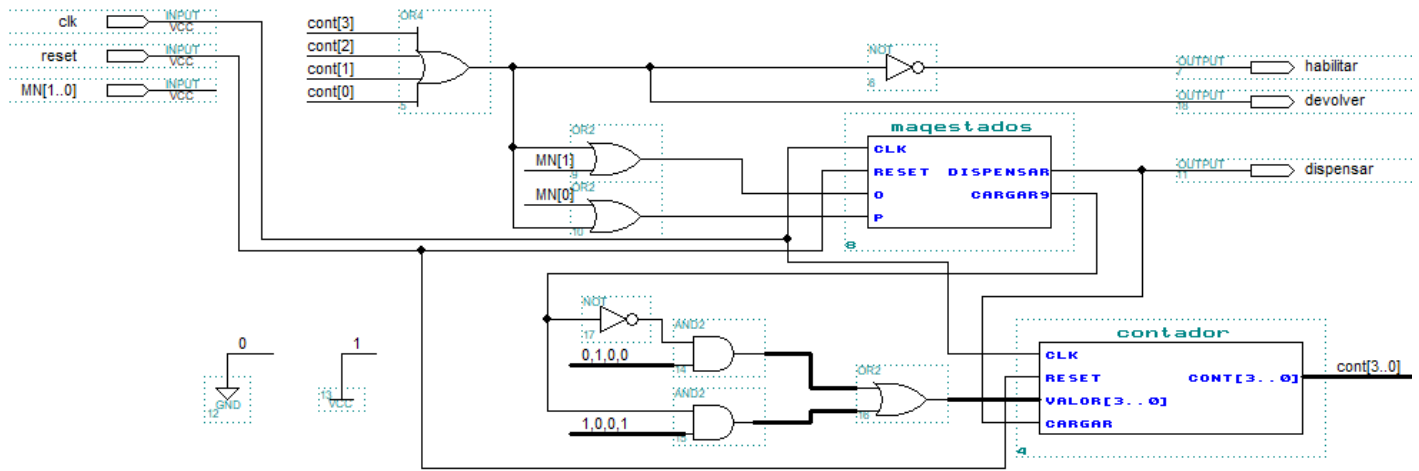 clk INPUT VCC
reset INPUT VCC
MN[1..0] INPUT VCC
OR4
cont[3]
cont[2]
cont[1]
cont[0]
5
NOT
6
OUTPUT habilitar
7
OUTPUT devolver
18
OUTPUT dispensar
11
OR2
MN[1]
9
OR2
MN[0]
10
maqestados
CLK
RESET DISPENSAR
O CARGAR9
P
8
NOT
17
AND2
0,1,0,0
14
AND2
1,0,0,1
15
OR2
16
0
GND
12
1
13
VCC
contador
CLK
RESET CONT[3..0]
VALOR[3..0]
CARGAR
4
cont[3..0]